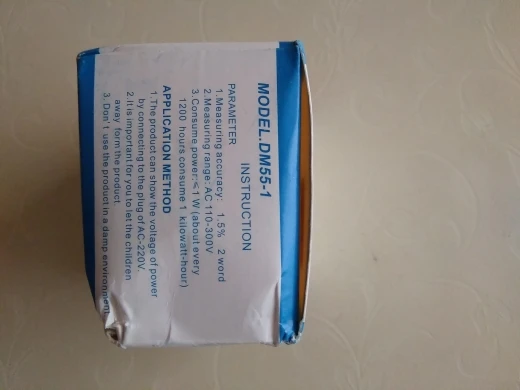 MODEL.DM55-1
INSTRUCTION
PARAMETER
1.Measuring accuracy: 1.5% 2 word
2.Measuring range: AC 110-300V
3.Consume power:≤1 W (about every
1200 hours consume 1 kilowatt-hour)
APPLICATION METHOD
1. The product can show the voltage of power
by connecting to the plug of AC-220V.
2.It is important for you to let the children
away form the product.
3. Don't use the product in a damp environment